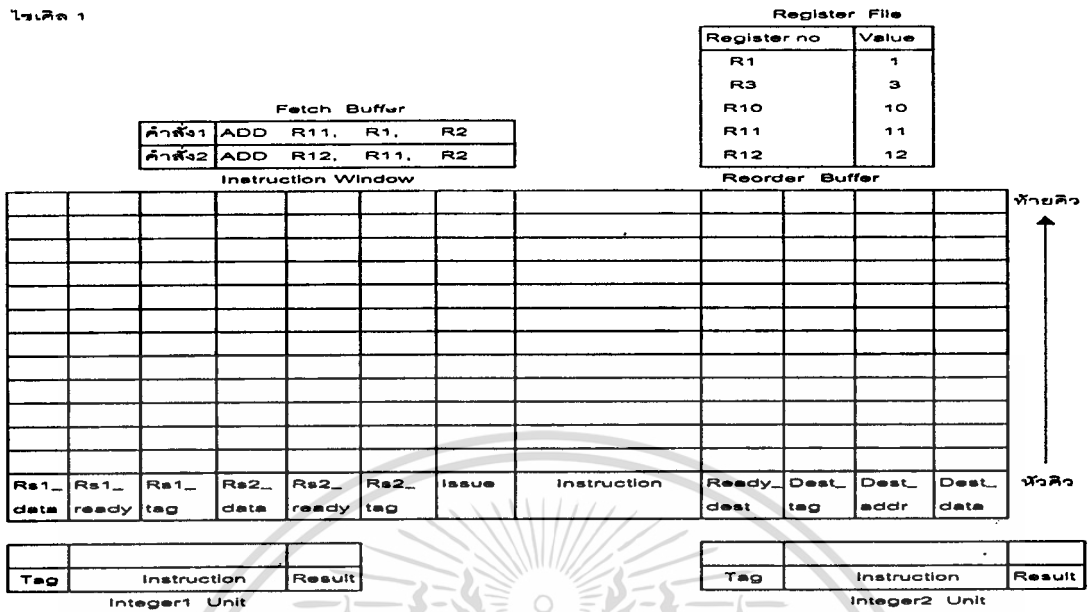 ไซเคิล 1
Register File
Register no Value
R1 1
R3 3
R10 10
R11 11
R12 12
Fetch Buffer
คำสั่ง1 ADD R11, R1, R2
คำสั่ง2 ADD R12, R11, R2
Instruction Window
Reorder Buffer
ท้ายคิว
หัวคิว
Rs1_data Rs1_ready Rs1_tag Rs2_data Rs2_ready Rs2_tag Issue Instruction Ready_dest Dest_tag Dest_addr Dest_data
Tag Instruction Result
Integer1 Unit
Tag Instruction Result
Integer2 Unit